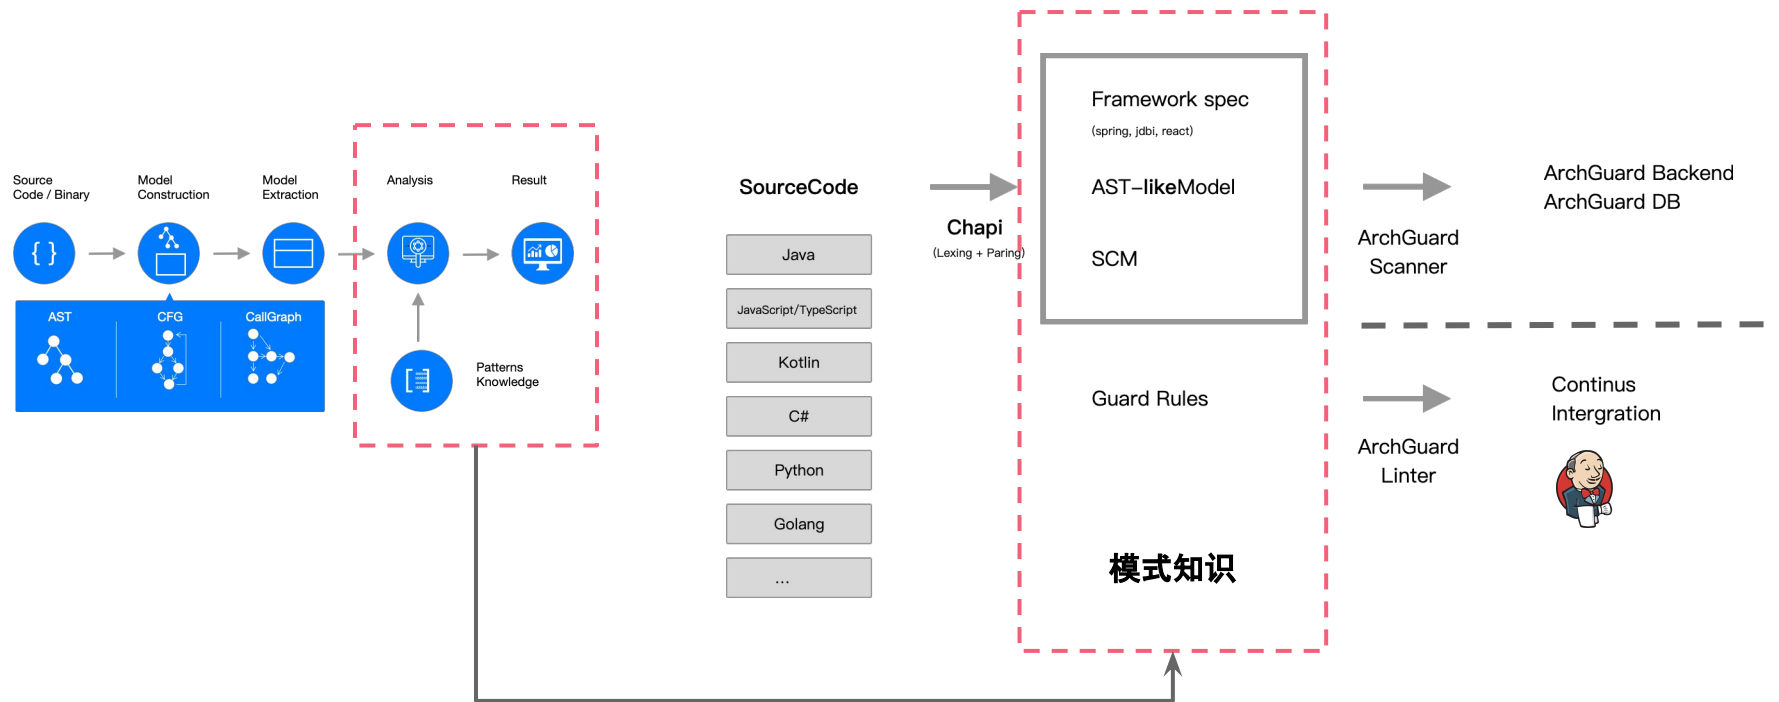 Source
Code / Binary
Model
Construction
Model
Extraction
Analysis
Result
AST
CFG
CallGraph
Patterns
Knowledge
SourceCode
Java
JavaScript/TypeScript
Kotlin
C#
Python
Golang
...
Chapi
(Lexing + Paring)
Framework spec
(spring, jdbi, react)
AST-likeModel
SCM
Guard Rules
模式知识
ArchGuard
Scanner
ArchGuard Backend
ArchGuard DB
ArchGuard
Linter
Continus
Intergration